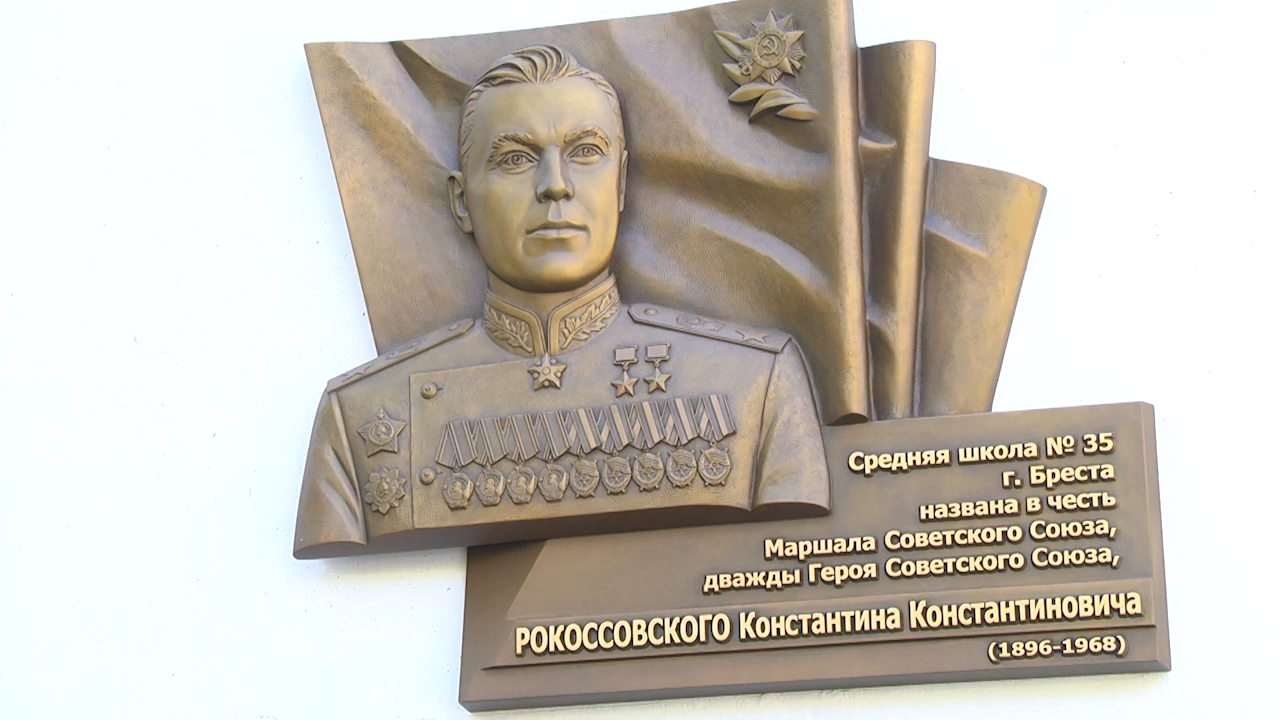 Средняя школа № 35
г. Бреста
названа в честь
Маршала Советского Союза,
дважды Героя Советского Союза,
РОКОССОВСКОГО Константина Константиновича
(1896-1968)